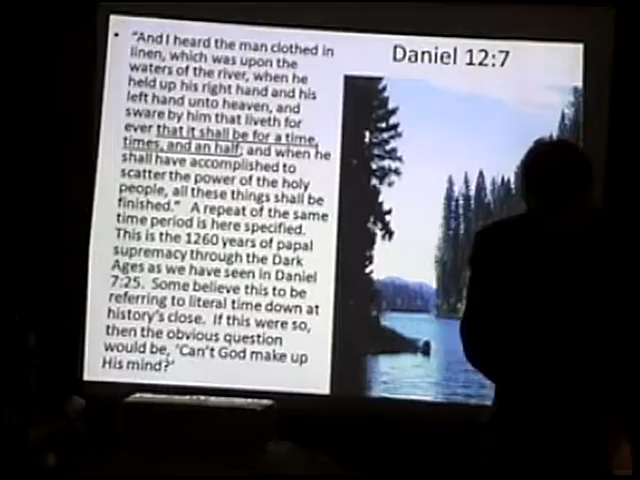 Daniel 12:7
• "And I heard the man clothed in
linen, which was upon the
waters of the river, when he
held up his right hand and his
left hand unto heaven, and
sware by him that liveth for
ever that it shall be for a time,
times, and an half; and when he
shall have accomplished to
scatter the power of the holy
people, all these things shall be
finished." A repeat of the same
time period is here specified.
This is the 1260 years of papal
supremacy through the Dark
Ages as we have seen in Daniel
7:25. Some believe this to be
referring to literal time down at
history's close. If this were so,
then the obvious question
would be, 'Can't God make up
His mind?'